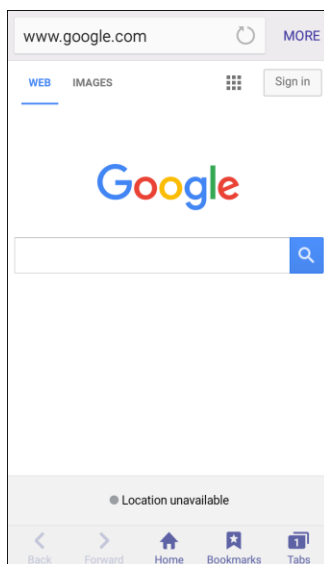 www.google.com MORE
WEB IMAGES Sign in
Google
Location unavailable
1
Back Forward Home Bookmarks Tabs